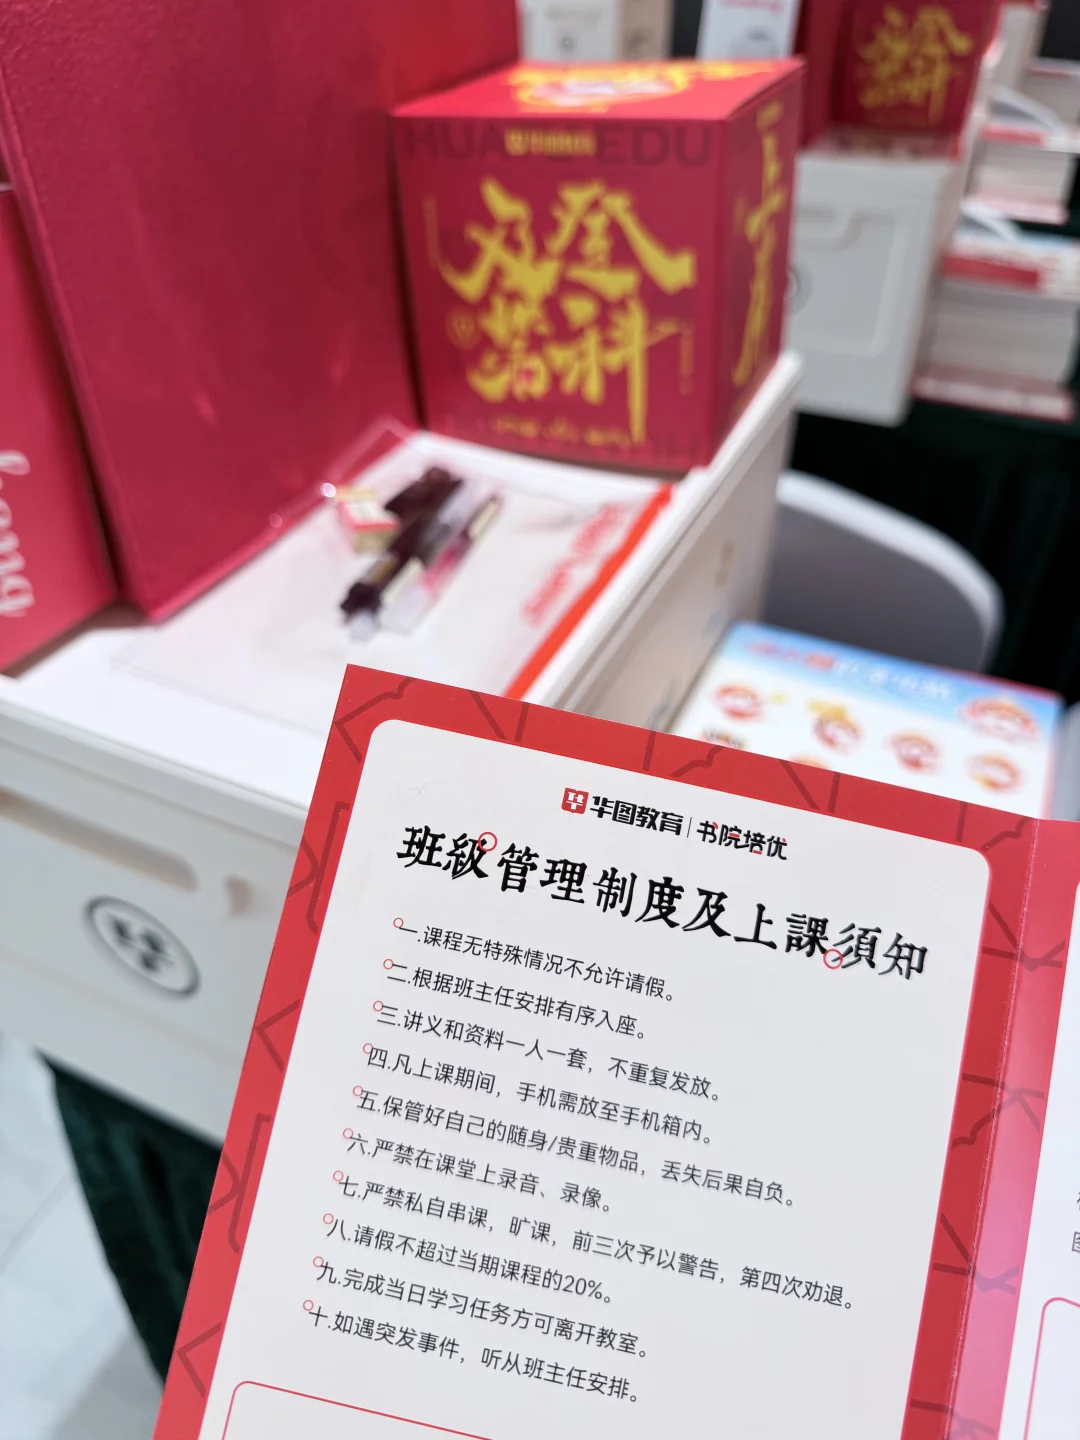 HUA EDU
登
双
科
第
华图教育|书院培优
班級管理制度及上課須知
一.课程无特殊情况不允许请假。
二.根据班主任安排有序入座。
三.讲义和资料一人一套，不重复发放。
四.凡上课期间，手机需放至手机箱内。
五.保管好自己的随身/贵重物品，丢失后果自负。
六.严禁在课堂上录音、录像。
七.严禁私自串课，旷课，前三次予以警告，第四次劝退。
八.请假不超过当期课程的20%。
九.完成当日学习任务方可离开教室。
十.如遇突发事件，听从班主任安排。